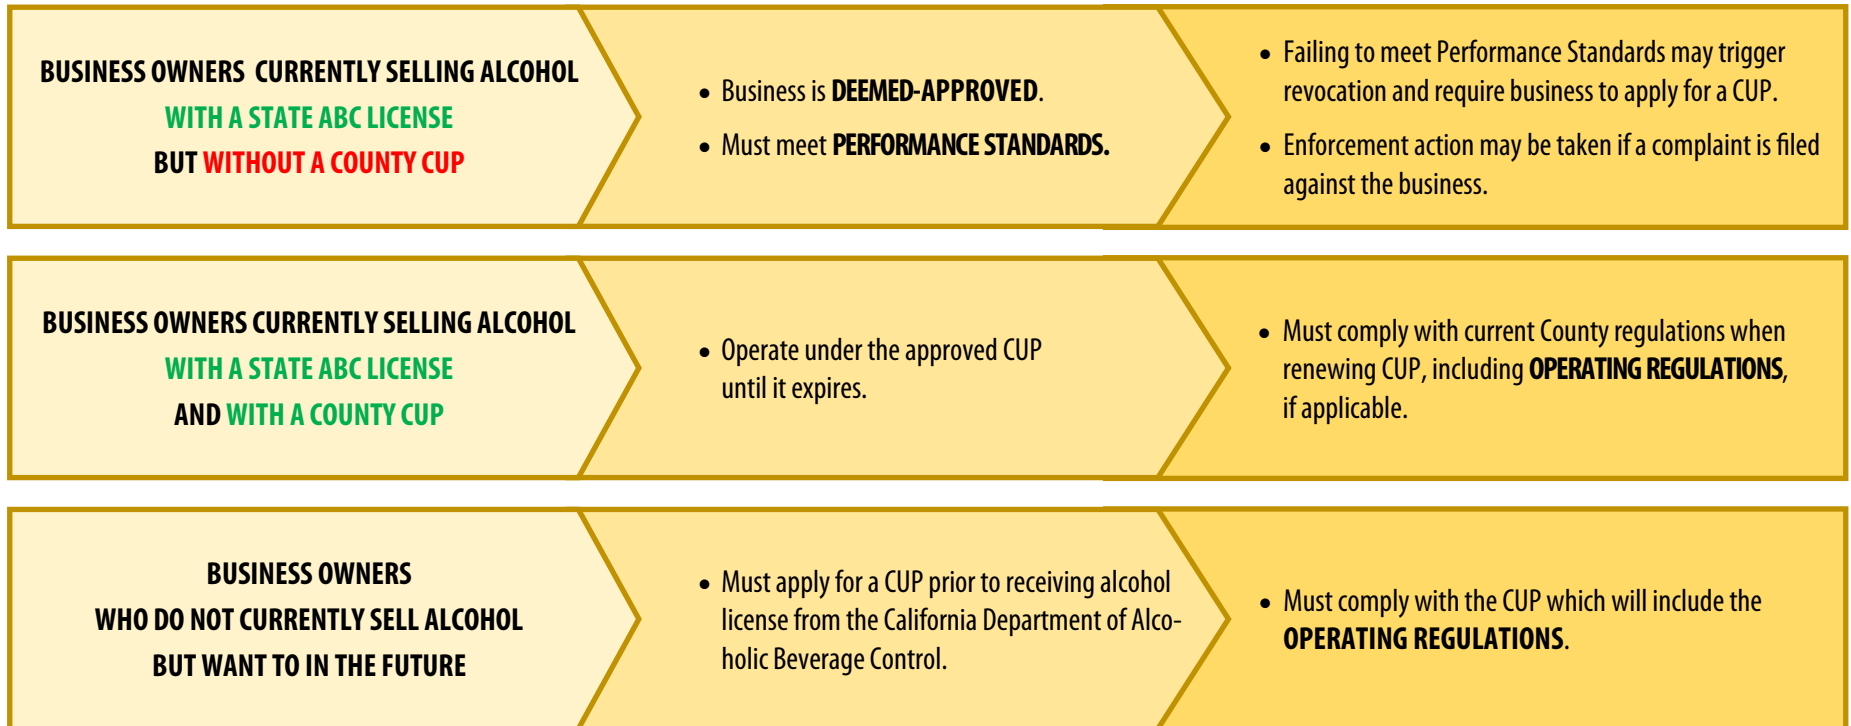 BUSINESS OWNERS CURRENTLY SELLING ALCOHOL
WITH A STATE ABC LICENSE
BUT WITHOUT A COUNTY CUP
• Business is DEEMED-APPROVED.
• Must meet PERFORMANCE STANDARDS.
• Failing to meet Performance Standards may trigger
revocation and require business to apply for a CUP.
• Enforcement action may be taken if a complaint is filed
against the business.
BUSINESS OWNERS CURRENTLY SELLING ALCOHOL
WITH A STATE ABC LICENSE
AND WITH A COUNTY CUP
• Operate under the approved CUP
until it expires.
• Must comply with current County regulations when
renewing CUP, including OPERATING REGULATIONS,
if applicable.
BUSINESS OWNERS
WHO DO NOT CURRENTLY SELL ALCOHOL
BUT WANT TO IN THE FUTURE
• Must apply for a CUP prior to receiving alcohol
license from the California Department of Alco-
holic Beverage Control.
• Must comply with the CUP which will include the
OPERATING REGULATIONS.